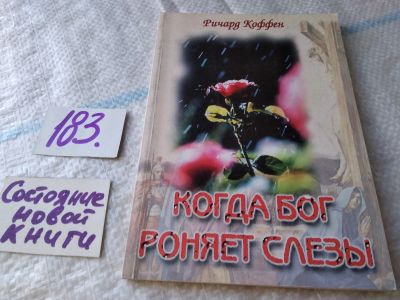 Ричард Коффен
КОГДА БОГ
РОНЯЕТ СЛЕЗЫ
183.
Состояние
новой
книги